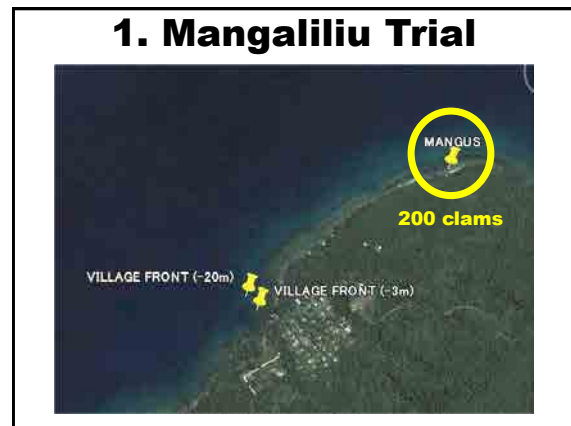 1. Mangaliliu Trial
MANGUS
200 clams
VILLAGE FRONT (-20m)
VILLAGE FRONT (-3m)